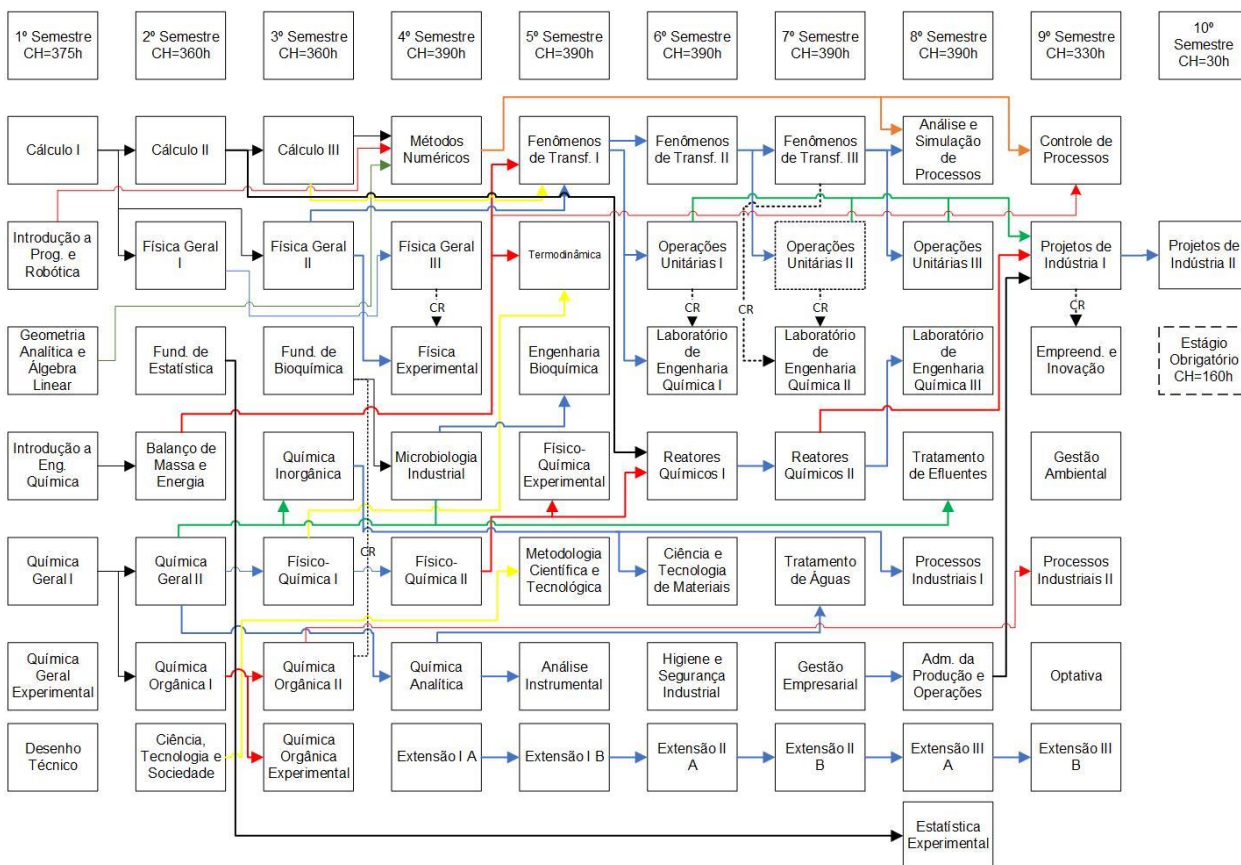 1º Semestre
CH=375h
2º Semestre
CH=360h
3º Semestre
CH=360h
4º Semestre
CH=390h
5º Semestre
CH=390h
6º Semestre
CH=390h
7º Semestre
CH=390h
8º Semestre
CH=390h
9º Semestre
CH=330h
10º
Semestre
CH=30h
Cálculo I
Cálculo II
Cálculo III
Métodos
Numéricos
Fenômenos
de Transf. I
Fenômenos
de Transf. II
Fenômenos
de Transf. III
Análise e
Simulação
de
Processos
Controle de
Processos
Introdução a
Prog. e
Robótica
Física Geral
I
Física Geral
II
Física Geral
III
Termodinâmica
Operações
Unitárias I
Operações
Unitárias II
Operações
Unitárias III
Projetos de
Indústria I
Projetos de
Indústria II
CR
CR
CR
CR
CR
Geometria
Analítica e
Álgebra
Linear
Fund. de
Estatística
Fund. de
Bioquímica
Física
Experimental
Engenharia
Bioquímica
Laboratório
de
Engenharia
Química I
Laboratório
de
Engenharia
Química II
Laboratório
de
Engenharia
Química III
Empreend. e
Inovação
Estágio
Obrigatório
CH=160h
Introdução a
Eng.
Química
Balanço de
Massa e
Energia
Química
Inorgânica
Microbiologia
Industrial
Físico-
Química
Experimental
Reatores
Químicos I
Reatores
Químicos II
Tratamento
de Efluentes
Gestão
Ambiental
Química
Geral I
Química
Geral II
Físico-
Química I
CR
Físico-
Química II
Metodologia
Científica e
Tecnológica
Ciência e
Tecnologia
de Materiais
Tratamento
de Águas
Processos
Industriais I
Processos
Industriais II
Química
Geral
Experimental
Química
Orgânica I
Química
Orgânica II
Química
Analítica
Análise
Instrumental
Higiene e
Segurança
Industrial
Gestão
Empresarial
Adm. da
Produção e
Operações
Optativa
Desenho
Técnico
Ciência,
Tecnologia e
Sociedade
Química
Orgânica
Experimental
Extensão I A
Extensão I B
Extensão II
A
Extensão II
B
Extensão III
A
Extensão III
B
Estatística
Experimental